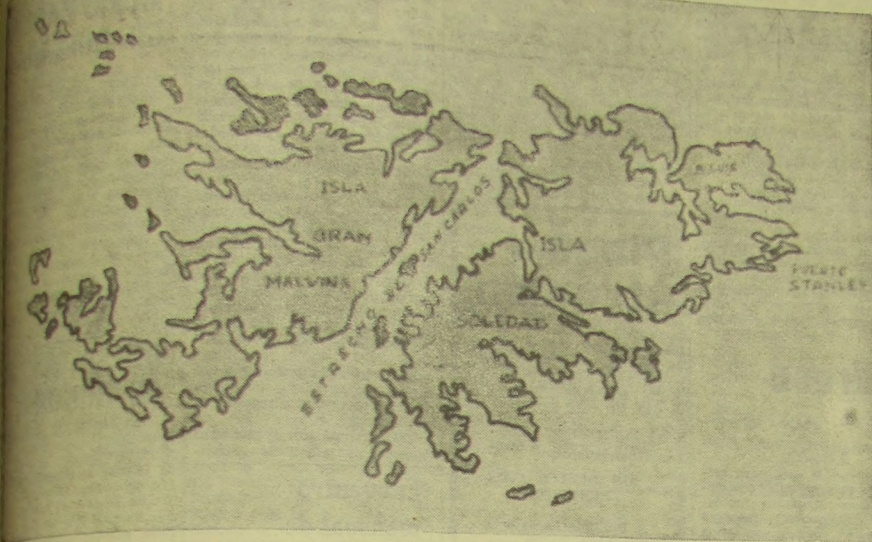 ISLA
GRAN
MALVINA
ESTRECHO DE SAN CARLOS
ISLA
SOLEDAD
PUERTO
STANLEY